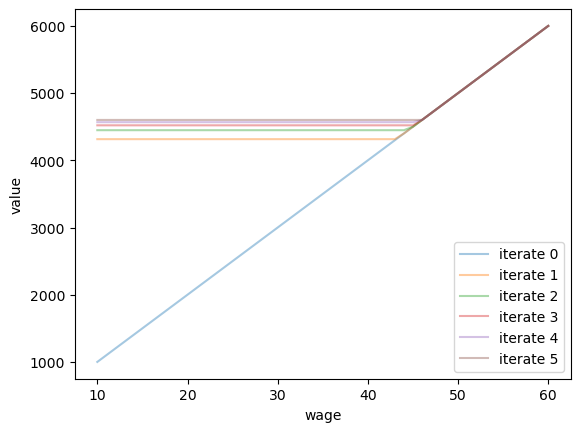 6000
5000
4000
3000
2000
1000
value
10 20 30 40 50 60
wage
iterate 0
iterate 1
iterate 2
iterate 3
iterate 4
iterate 5